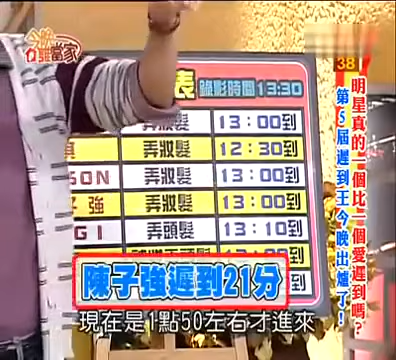 今晚
誰當家
38
明星真的一個比一個愛遲到嗎?
第5屆遲到王今晚出爐了!
表 錄影時間13:30
弄妝髮 13:00到
弄妝髮 12:30到
SON 弄妝髮 13:00到
子強 弄妝髮 13:00到
GI 弄頭髮 13:10到
00到
陳子強遲到21分
現在是1點50左右才進來